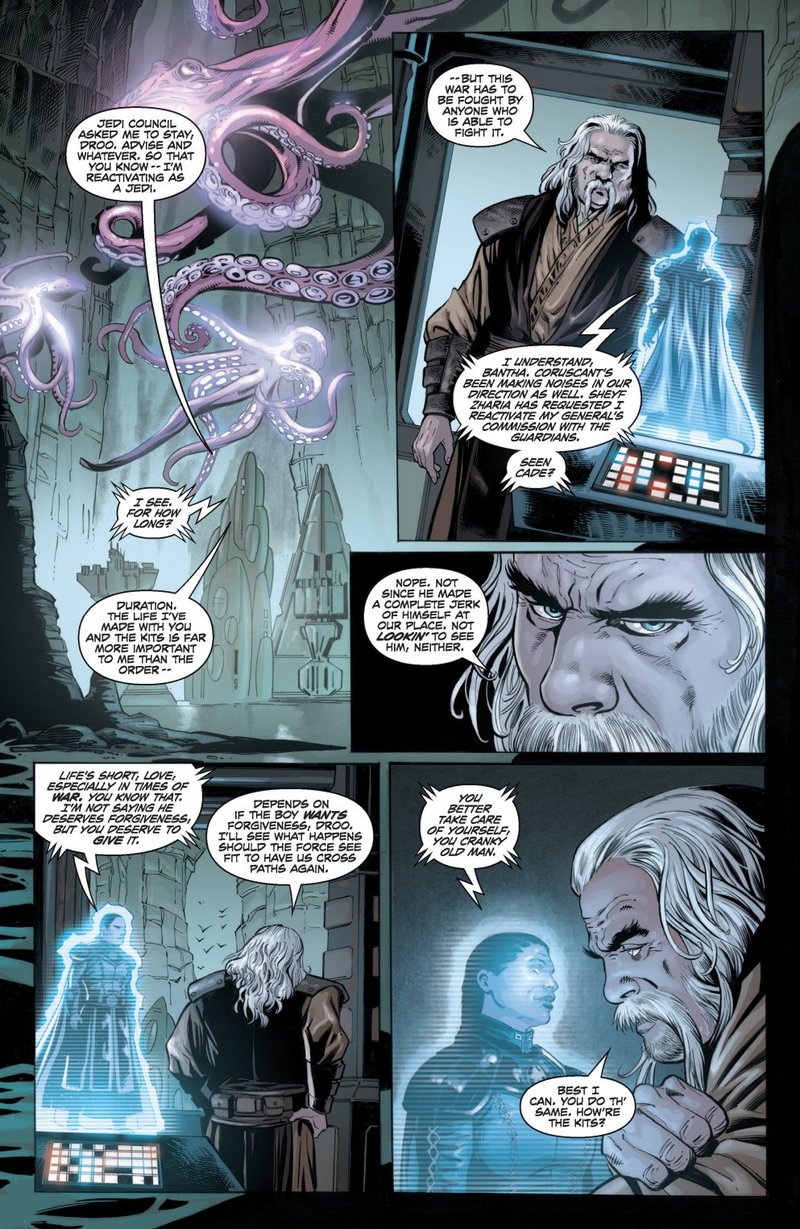 JEDI COUNCIL
ASKED ME TO STAY,
DROO. ADVISE AND
WHATEVER. SO THAT
YOU KNOW -- I'M
REACTIVATING AS
A JEDI.
I SEE.
FOR HOW
LONG?
DURATION.
THE LIFE I'VE
MADE WITH YOU
AND THE KITS IS FAR
MORE IMPORTANT
TO ME THAN THE
ORDER --
--BUT THIS
WAR HAS TO
BE FOUGHT BY
ANYONE WHO
IS ABLE TO
FIGHT IT.
I UNDERSTAND,
BANTHA. CORUSCANT'S
BEEN MAKING NOISES IN OUR
DIRECTION AS WELL. SHEYF
ZHARIA HAS REQUESTED I
REACTIVATE MY GENERAL'S
COMMISSION WITH THE
GUARDIANS.
SEEN
CADE?
NOPE. NOT
SINCE HE MADE
A COMPLETE JERK
OF HIMSELF AT
OUR PLACE. NOT
LOOKIN' TO SEE
HIM, NEITHER.
LIFE'S SHORT, LOVE,
ESPECIALLY IN TIMES OF
WAR. YOU KNOW THAT.
I'M NOT SAYING HE
DESERVES FORGIVENESS,
BUT YOU DESERVE TO
GIVE IT.
DEPENDS ON
IF THE BOY WANTS
FORGIVENESS, DROO.
I'LL SEE WHAT HAPPENS
SHOULD THE FORCE SEE
FIT TO HAVE US CROSS
PATHS AGAIN.
YOU
BETTER
TAKE CARE
OF YOURSELF,
YOU CRANKY
OLD MAN.
BEST I
CAN. YOU DO TH'
SAME. HOW'RE
THE KITS?